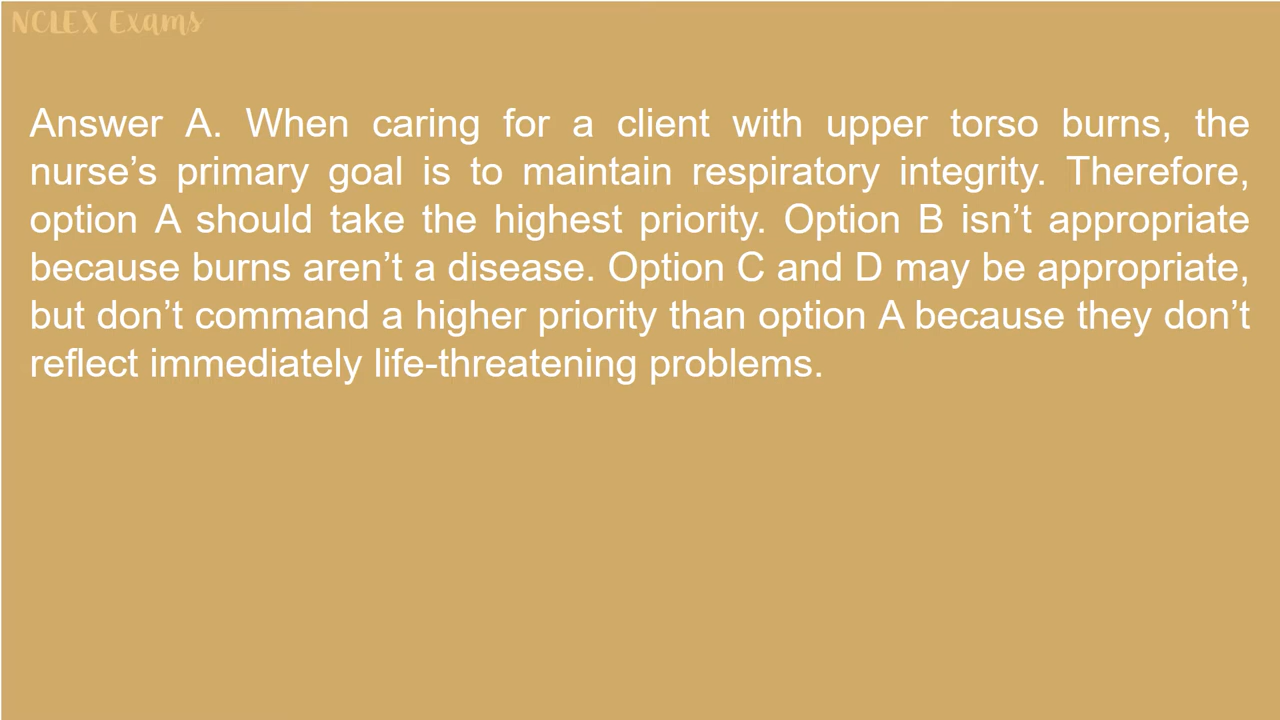 NCLEX Exams
Answer A. When caring for a client with upper torso burns, the
nurse’s primary goal is to maintain respiratory integrity. Therefore,
option A should take the highest priority. Option B isn’t appropriate
because burns aren’t a disease. Option C and D may be appropriate,
but don’t command a higher priority than option A because they don’t
reflect immediately life-threatening problems.